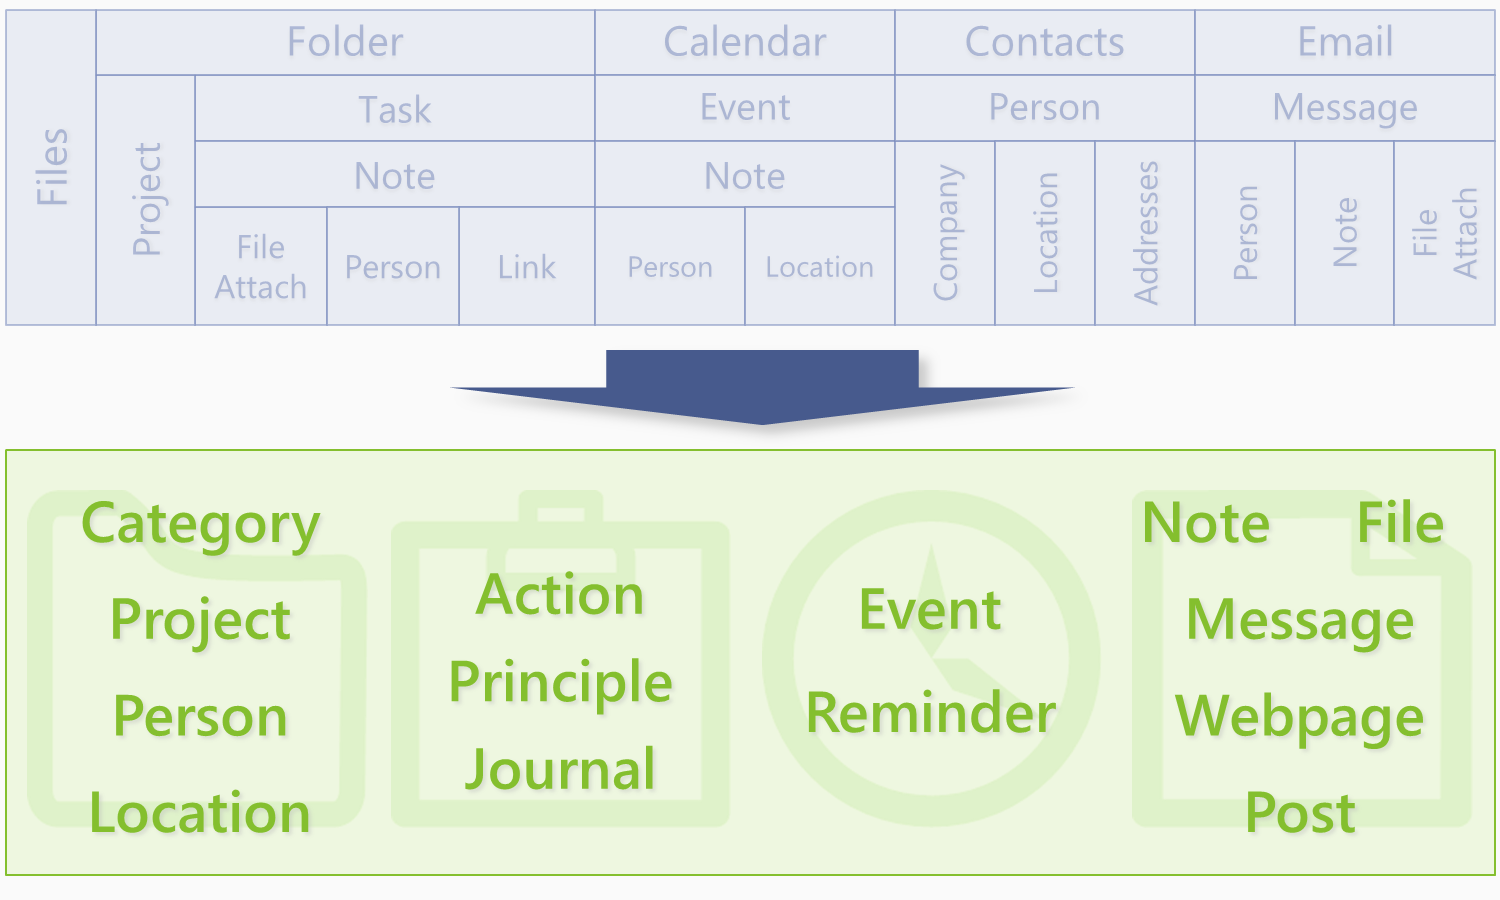 Files
Folder
Calendar
Contacts
Email
Project
Task
Event
Person
Message
Note
Note
Company
Location
Addresses
Person
Note
File
Attach
File
Attach
Person
Link
Person
Location
Category
Project
Person
Location
Action
Principle
Journal
Event
Reminder
Note File
Message
Webpage
Post